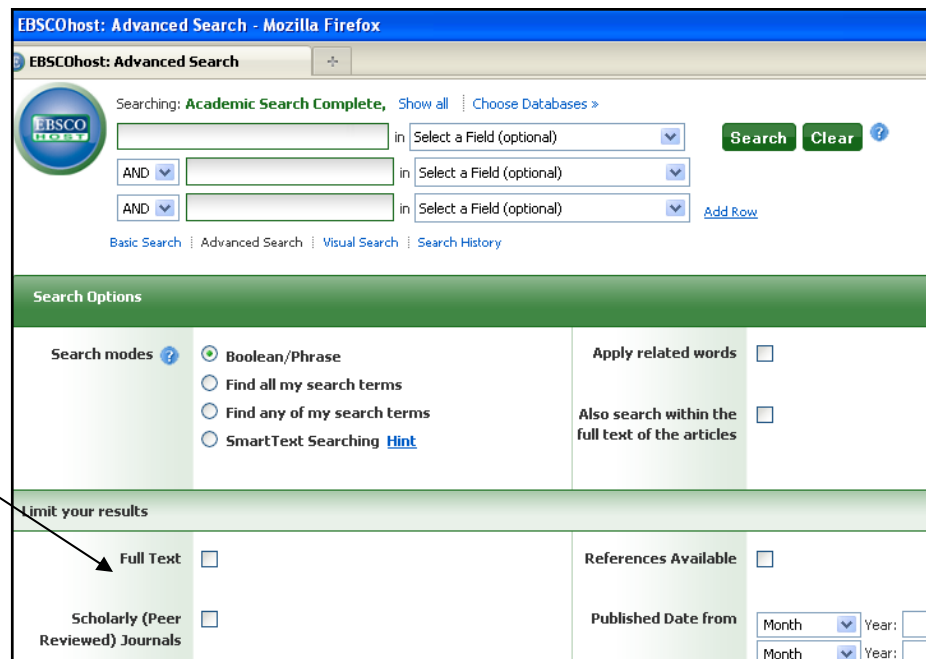 EBSCOhost: Advanced Search - Mozilla Firefox
EBSCOhost: Advanced Search
Searching: Academic Search Complete, Show all Choose Databases »
EBSCO
HOST
in Select a Field (optional) Search Clear ?
AND in Select a Field (optional)
AND in Select a Field (optional) Add Row
Basic Search Advanced Search Visual Search Search History
Search Options
Search modes ? Boolean/Phrase Apply related words
Find all my search terms
Find any of my search terms Also search within the
SmartText Searching Hint full text of the articles
Limit your results
Full Text References Available
Scholarly (Peer Published Date from Month Year:
Reviewed) Journals
Month Year: